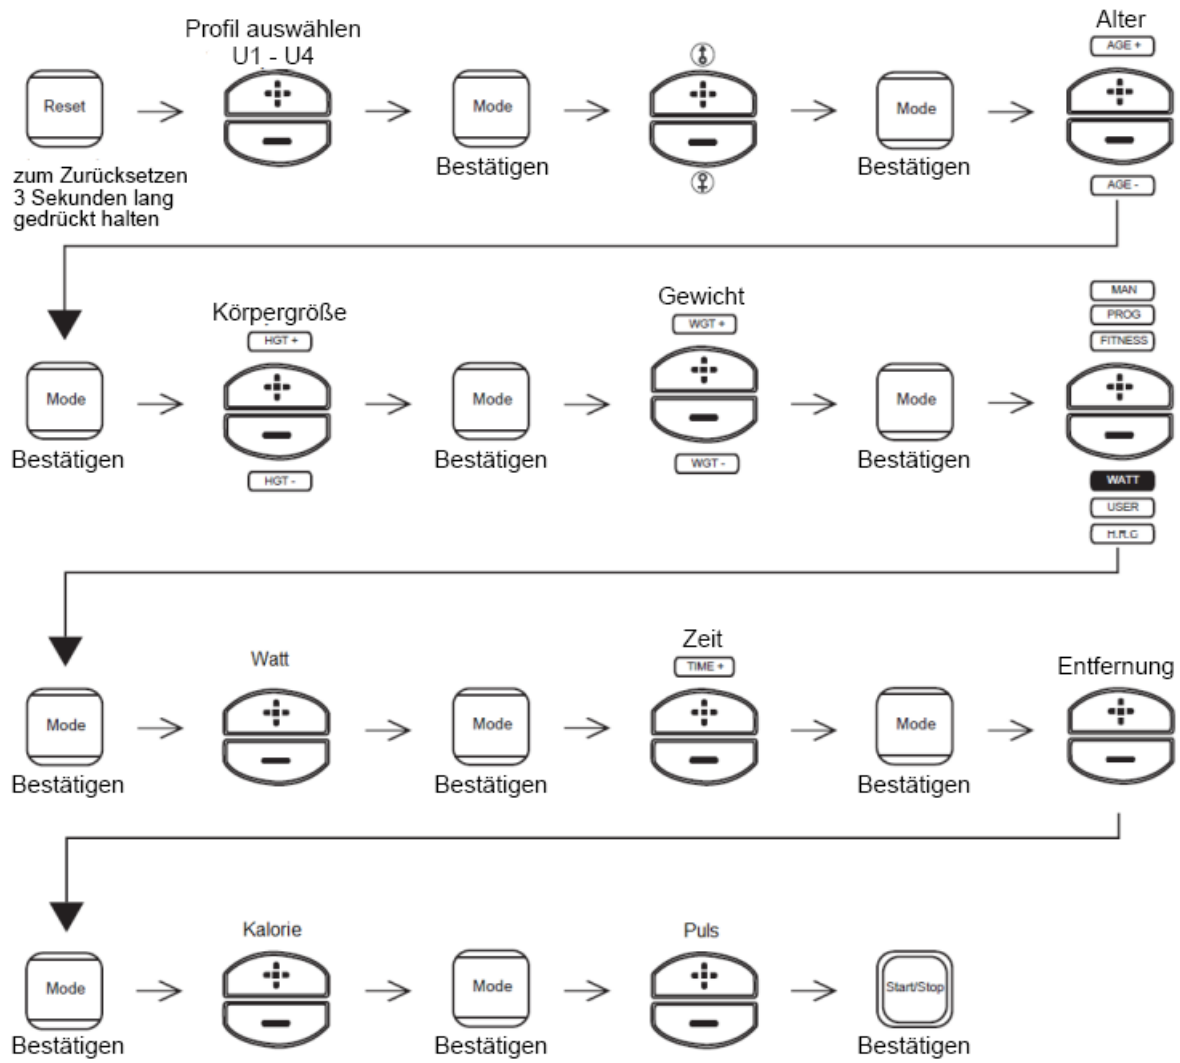 Profil auswählen
U1 - U4
Alter
AGE +
Reset
Mode
Mode
Bestätigen
Bestätigen
AGE -
zum Zurücksetzen
3 Sekunden lang
gedrückt halten
Körpergröße
HGT +
Gewicht
WGT +
MAN
PROG
FITNESS
Mode
Mode
Mode
Bestätigen
Bestätigen
Bestätigen
HGT -
WGT -
WATT
USER
H.R.C
Watt
Zeit
TIME +
Entfernung
Mode
Mode
Mode
Bestätigen
Bestätigen
Bestätigen
Kalorie
Puls
Mode
Mode
Start/Stop
Bestätigen
Bestätigen
Bestätigen